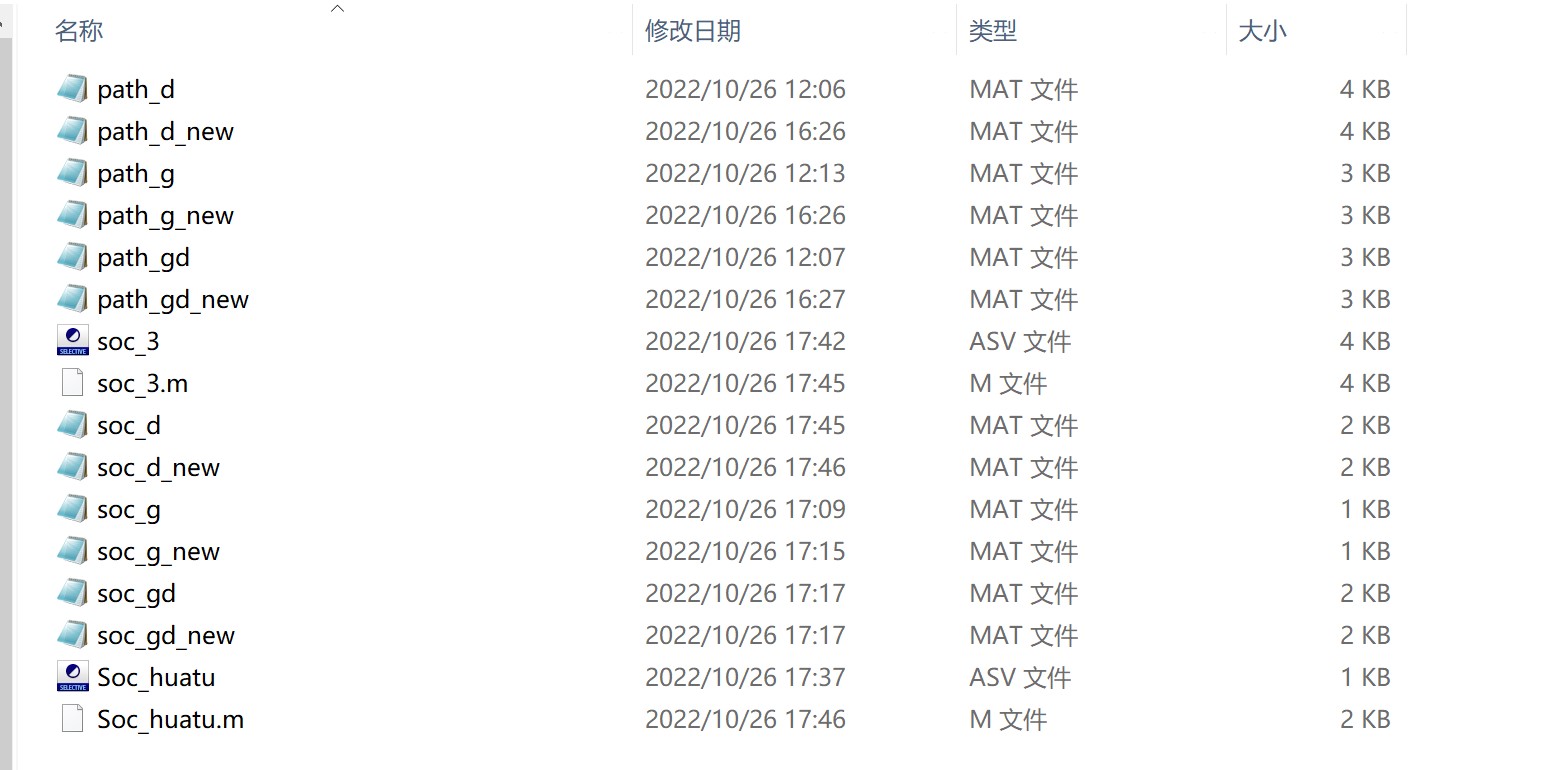 名称 修改日期 类型 大小
path_d 2022/10/26 12:06 MAT 文件 4 KB
path_d_new 2022/10/26 16:26 MAT 文件 4 KB
path_g 2022/10/26 12:13 MAT 文件 3 KB
path_g_new 2022/10/26 16:26 MAT 文件 3 KB
path_gd 2022/10/26 12:07 MAT 文件 3 KB
path_gd_new 2022/10/26 16:27 MAT 文件 3 KB
SELECTIVE soc_3 2022/10/26 17:42 ASV 文件 4 KB
soc_3.m 2022/10/26 17:45 M 文件 4 KB
soc_d 2022/10/26 17:45 MAT 文件 2 KB
soc_d_new 2022/10/26 17:46 MAT 文件 2 KB
soc_g 2022/10/26 17:09 MAT 文件 1 KB
soc_g_new 2022/10/26 17:15 MAT 文件 1 KB
soc_gd 2022/10/26 17:17 MAT 文件 2 KB
soc_gd_new 2022/10/26 17:17 MAT 文件 2 KB
SELECTIVE Soc_huatu 2022/10/26 17:37 ASV 文件 1 KB
Soc_huatu.m 2022/10/26 17:46 M 文件 2 KB